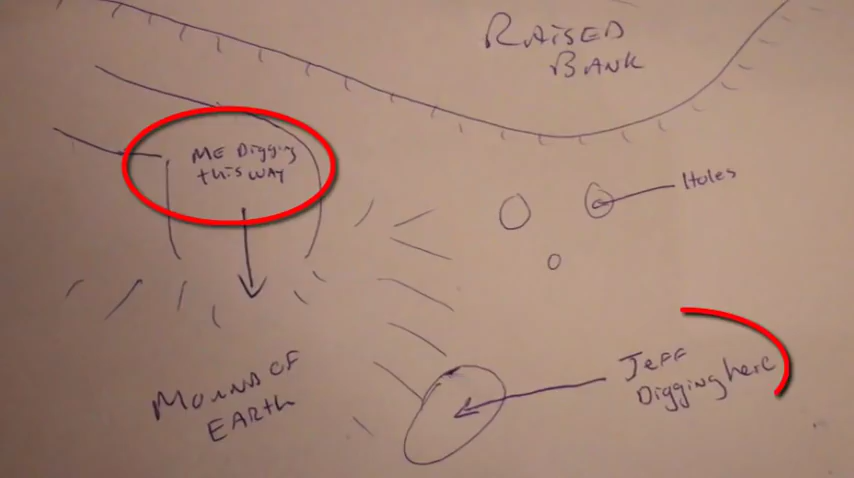 RAISED
BANK
ME Digging
this way
Holes
Jeff
Digging here
MOUND OF
EARth